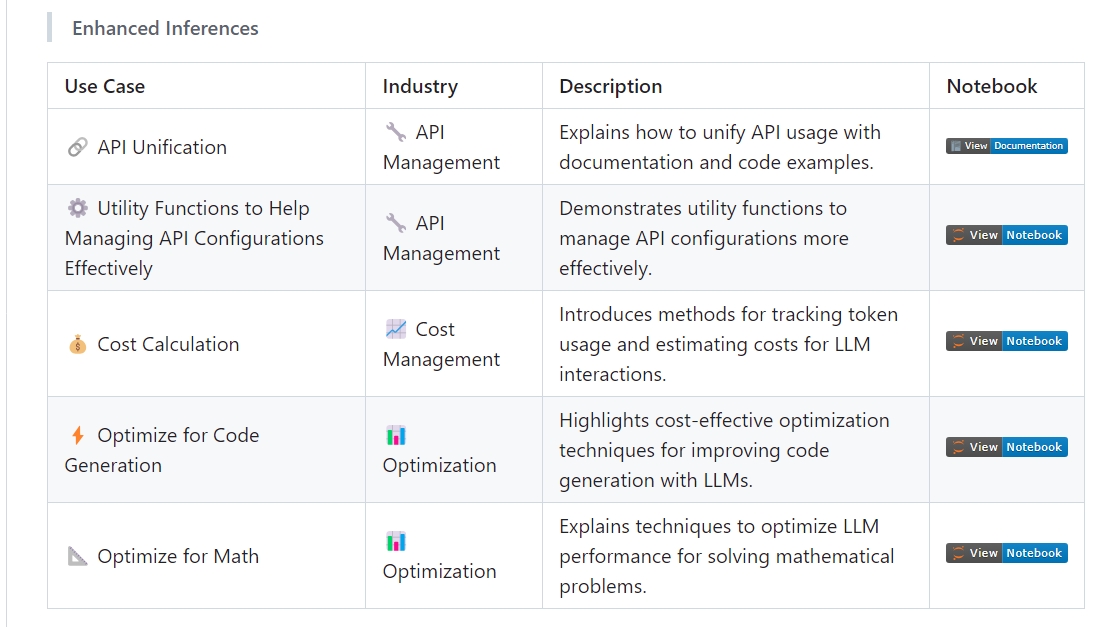 Enhanced Inferences
Use Case
Industry
Description
Notebook
API Unification
API
Management
Explains how to unify API usage with
documentation and code examples.
View Documentation
Utility Functions to Help
Managing API Configurations
Effectively
API
Management
Demonstrates utility functions to
manage API configurations more
effectively.
View Notebook
Cost Calculation
Cost
Management
Introduces methods for tracking token
usage and estimating costs for LLM
interactions.
View Notebook
Optimize for Code
Generation
Optimization
Highlights cost-effective optimization
techniques for improving code
generation with LLMs.
View Notebook
Optimize for Math
Optimization
Explains techniques to optimize LLM
performance for solving mathematical
problems.
View Notebook